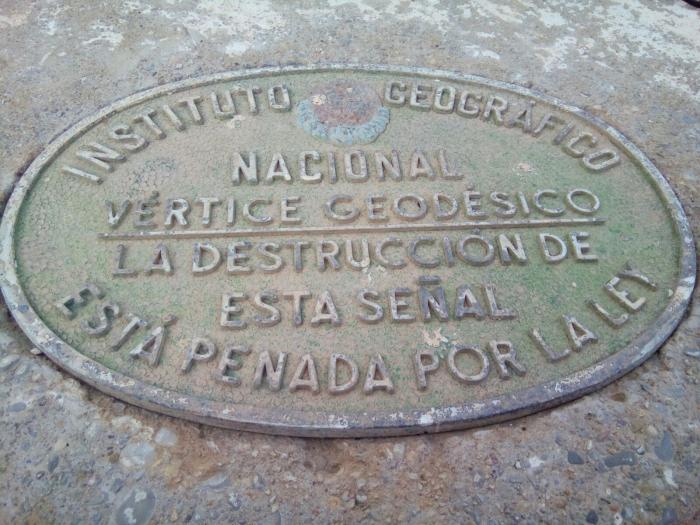 INSTITUTO GEOGRÁFICO
NACIONAL
VÉRTICE GEODÉSICO
LA DESTRUCCIÓN DE
ESTA SEÑAL
ESTÁ PENADA POR LA LEY